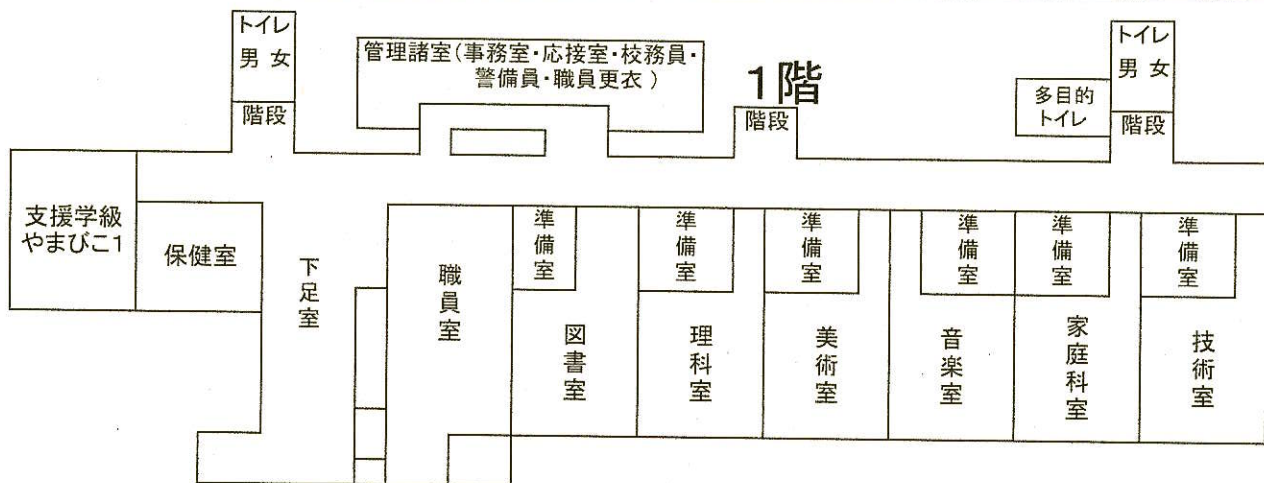 トイレ
男 女
階段
管理諸室(事務室・応接室・校務員・
警備員・職員更衣 )
1階
階段
多目的
トイレ
トイレ
男 女
階段
支援学級
やまびこ1
保健室
下足室
職員室
準備室
図書室
準備室
理科室
準備室
美術室
準備室
音楽室
準備室
家庭科室
準備室
技術室